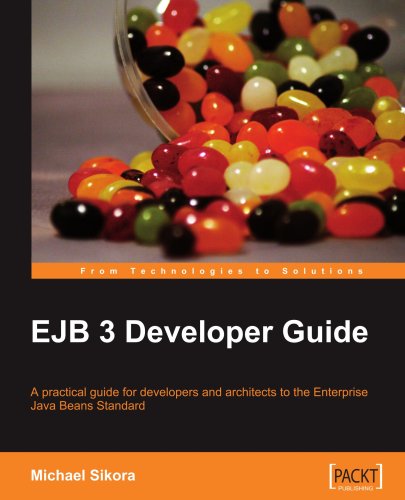 From Technologies to Solutions
EJB 3 Developer Guide
A practical guide for developers and architects to the Enterprise
Java Beans Standard
Michael Sikora
[PACKT]
PUBLISHING